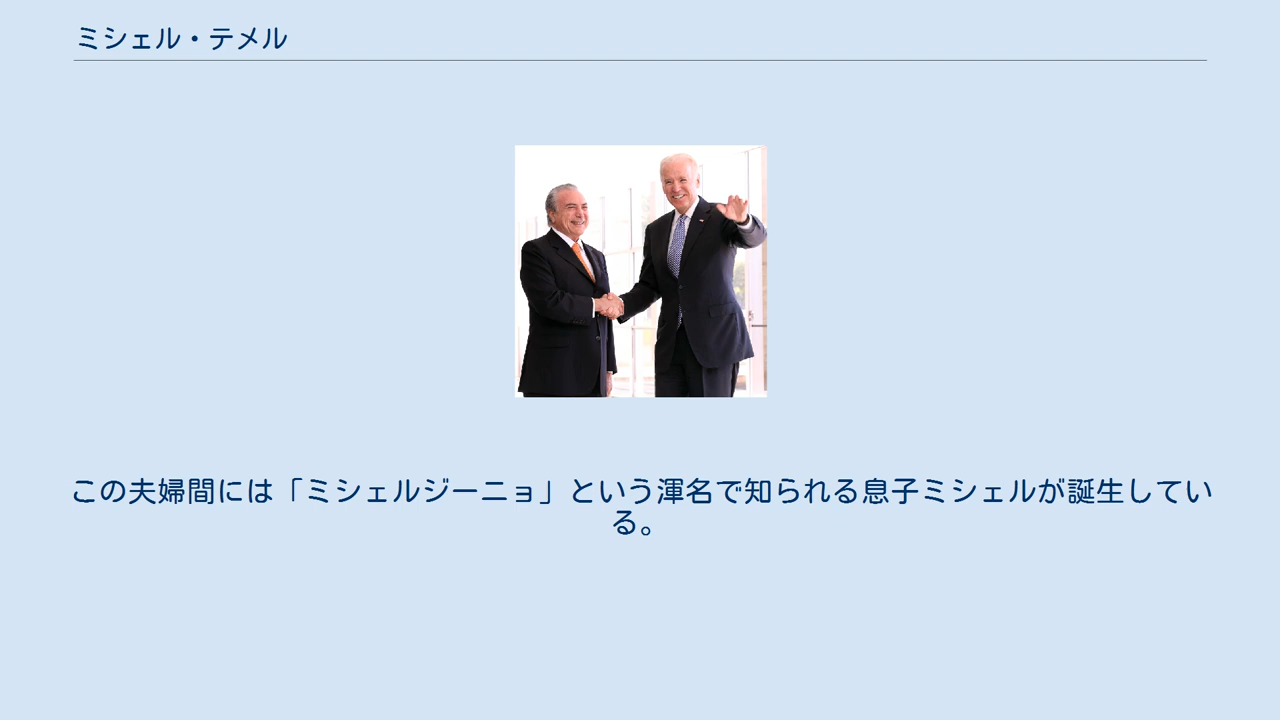 ミシェル・テメル
この夫婦間には「ミシェルジーニョ」という渾名で知られる息子ミシェルが誕生してい
る。